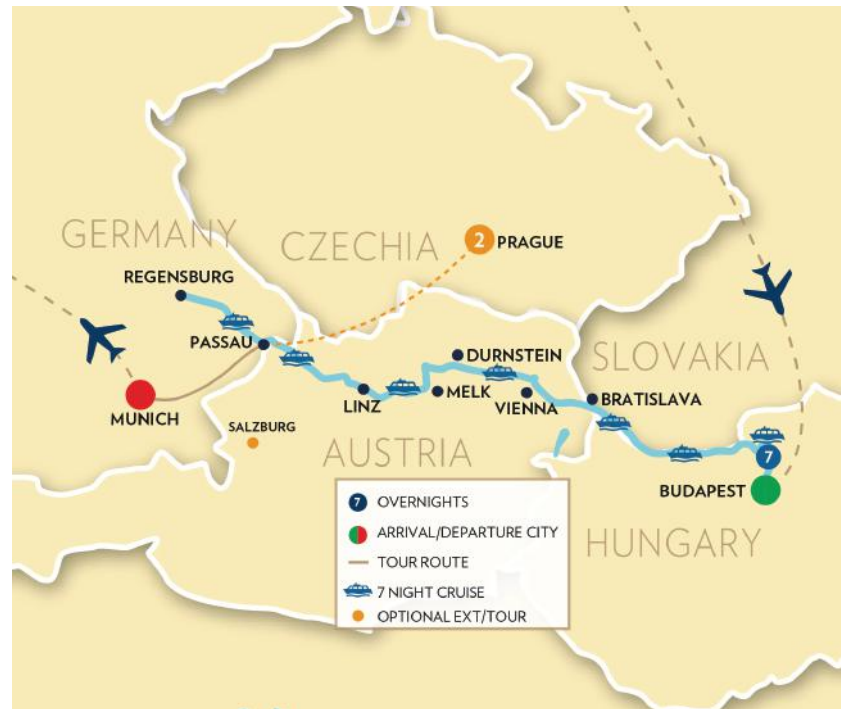 GERMANY
CZECHIA
2
PRAGUE
REGENSBURG
PASSAU
MUNICH
SALZBURG
LINZ
MELK
DURNSTEIN
VIENNA
SLOVAKIA
BRATISLAVA
AUSTRIA
7
BUDAPEST
HUNGARY
7 OVERNIGHTS
ARRIVAL/DEPARTURE CITY
TOUR ROUTE
7 NIGHT CRUISE
OPTIONAL EXT/TOUR